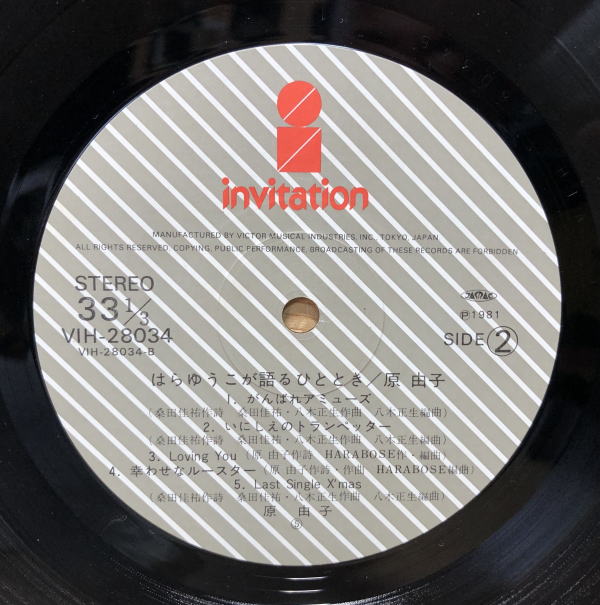 invitation
MANUFACTURED BY VICTOR MUSICAL INDUSTRIES, INC., TOKYO, JAPAN
ALL RIGHTS RESERVED, COPYING, PUBLIC PERFORMANCE, BROADCASTING OF THESE RECORDS ARE FORBIDDEN
STEREO
33 1/3
VIH-28034
VIH-28034-B
JASRAC
Ⓟ1981
SIDE ②
はらゆうこが語るひととき／原 由子
1. がんばれアミューズ
(桑田佳祐作詩 桑田佳祐・八木正生作曲 八木正生編曲)
2. いにしえのトランペッター
(桑田佳祐作詩 桑田佳祐・八木正生作曲 八木正生編曲)
3. Loving You (原 由子作詩 HARABOSE作・編曲)
4. 幸わせなルースター (原 由子作詩・作曲 HARABOSE編曲)
5. Last Single X'mas
(桑田佳祐作詩 桑田佳祐・八木正生作曲 八木正生編曲)
原 由子